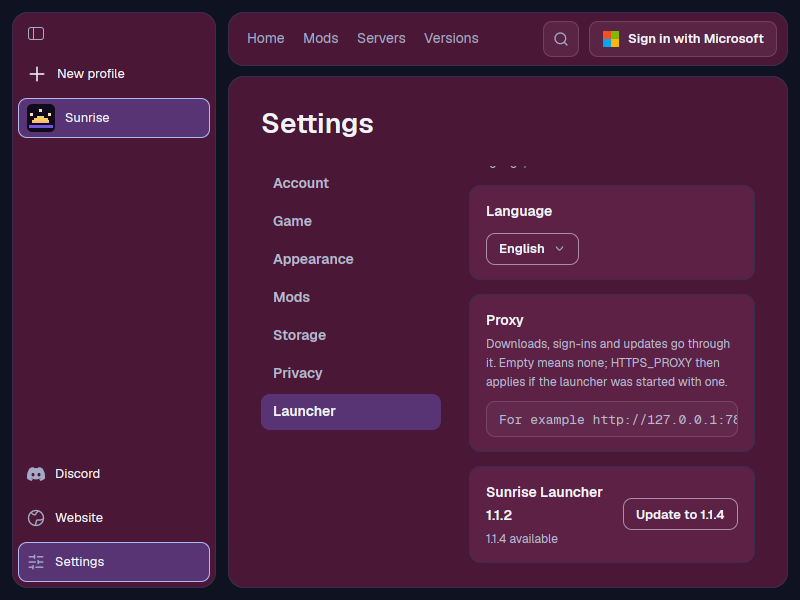 New profile
Sunrise
Discord
Website
Settings
Home Mods Servers Versions
Sign in with Microsoft
Settings
Account
Game
Appearance
Mods
Storage
Privacy
Launcher
Language
English
Proxy
Downloads, sign-ins and updates go through
it. Empty means none; HTTPS_PROXY then
applies if the launcher was started with one.
For example http://127.0.0.1:78
Sunrise Launcher
1.1.2
1.1.4 available
Update to 1.1.4